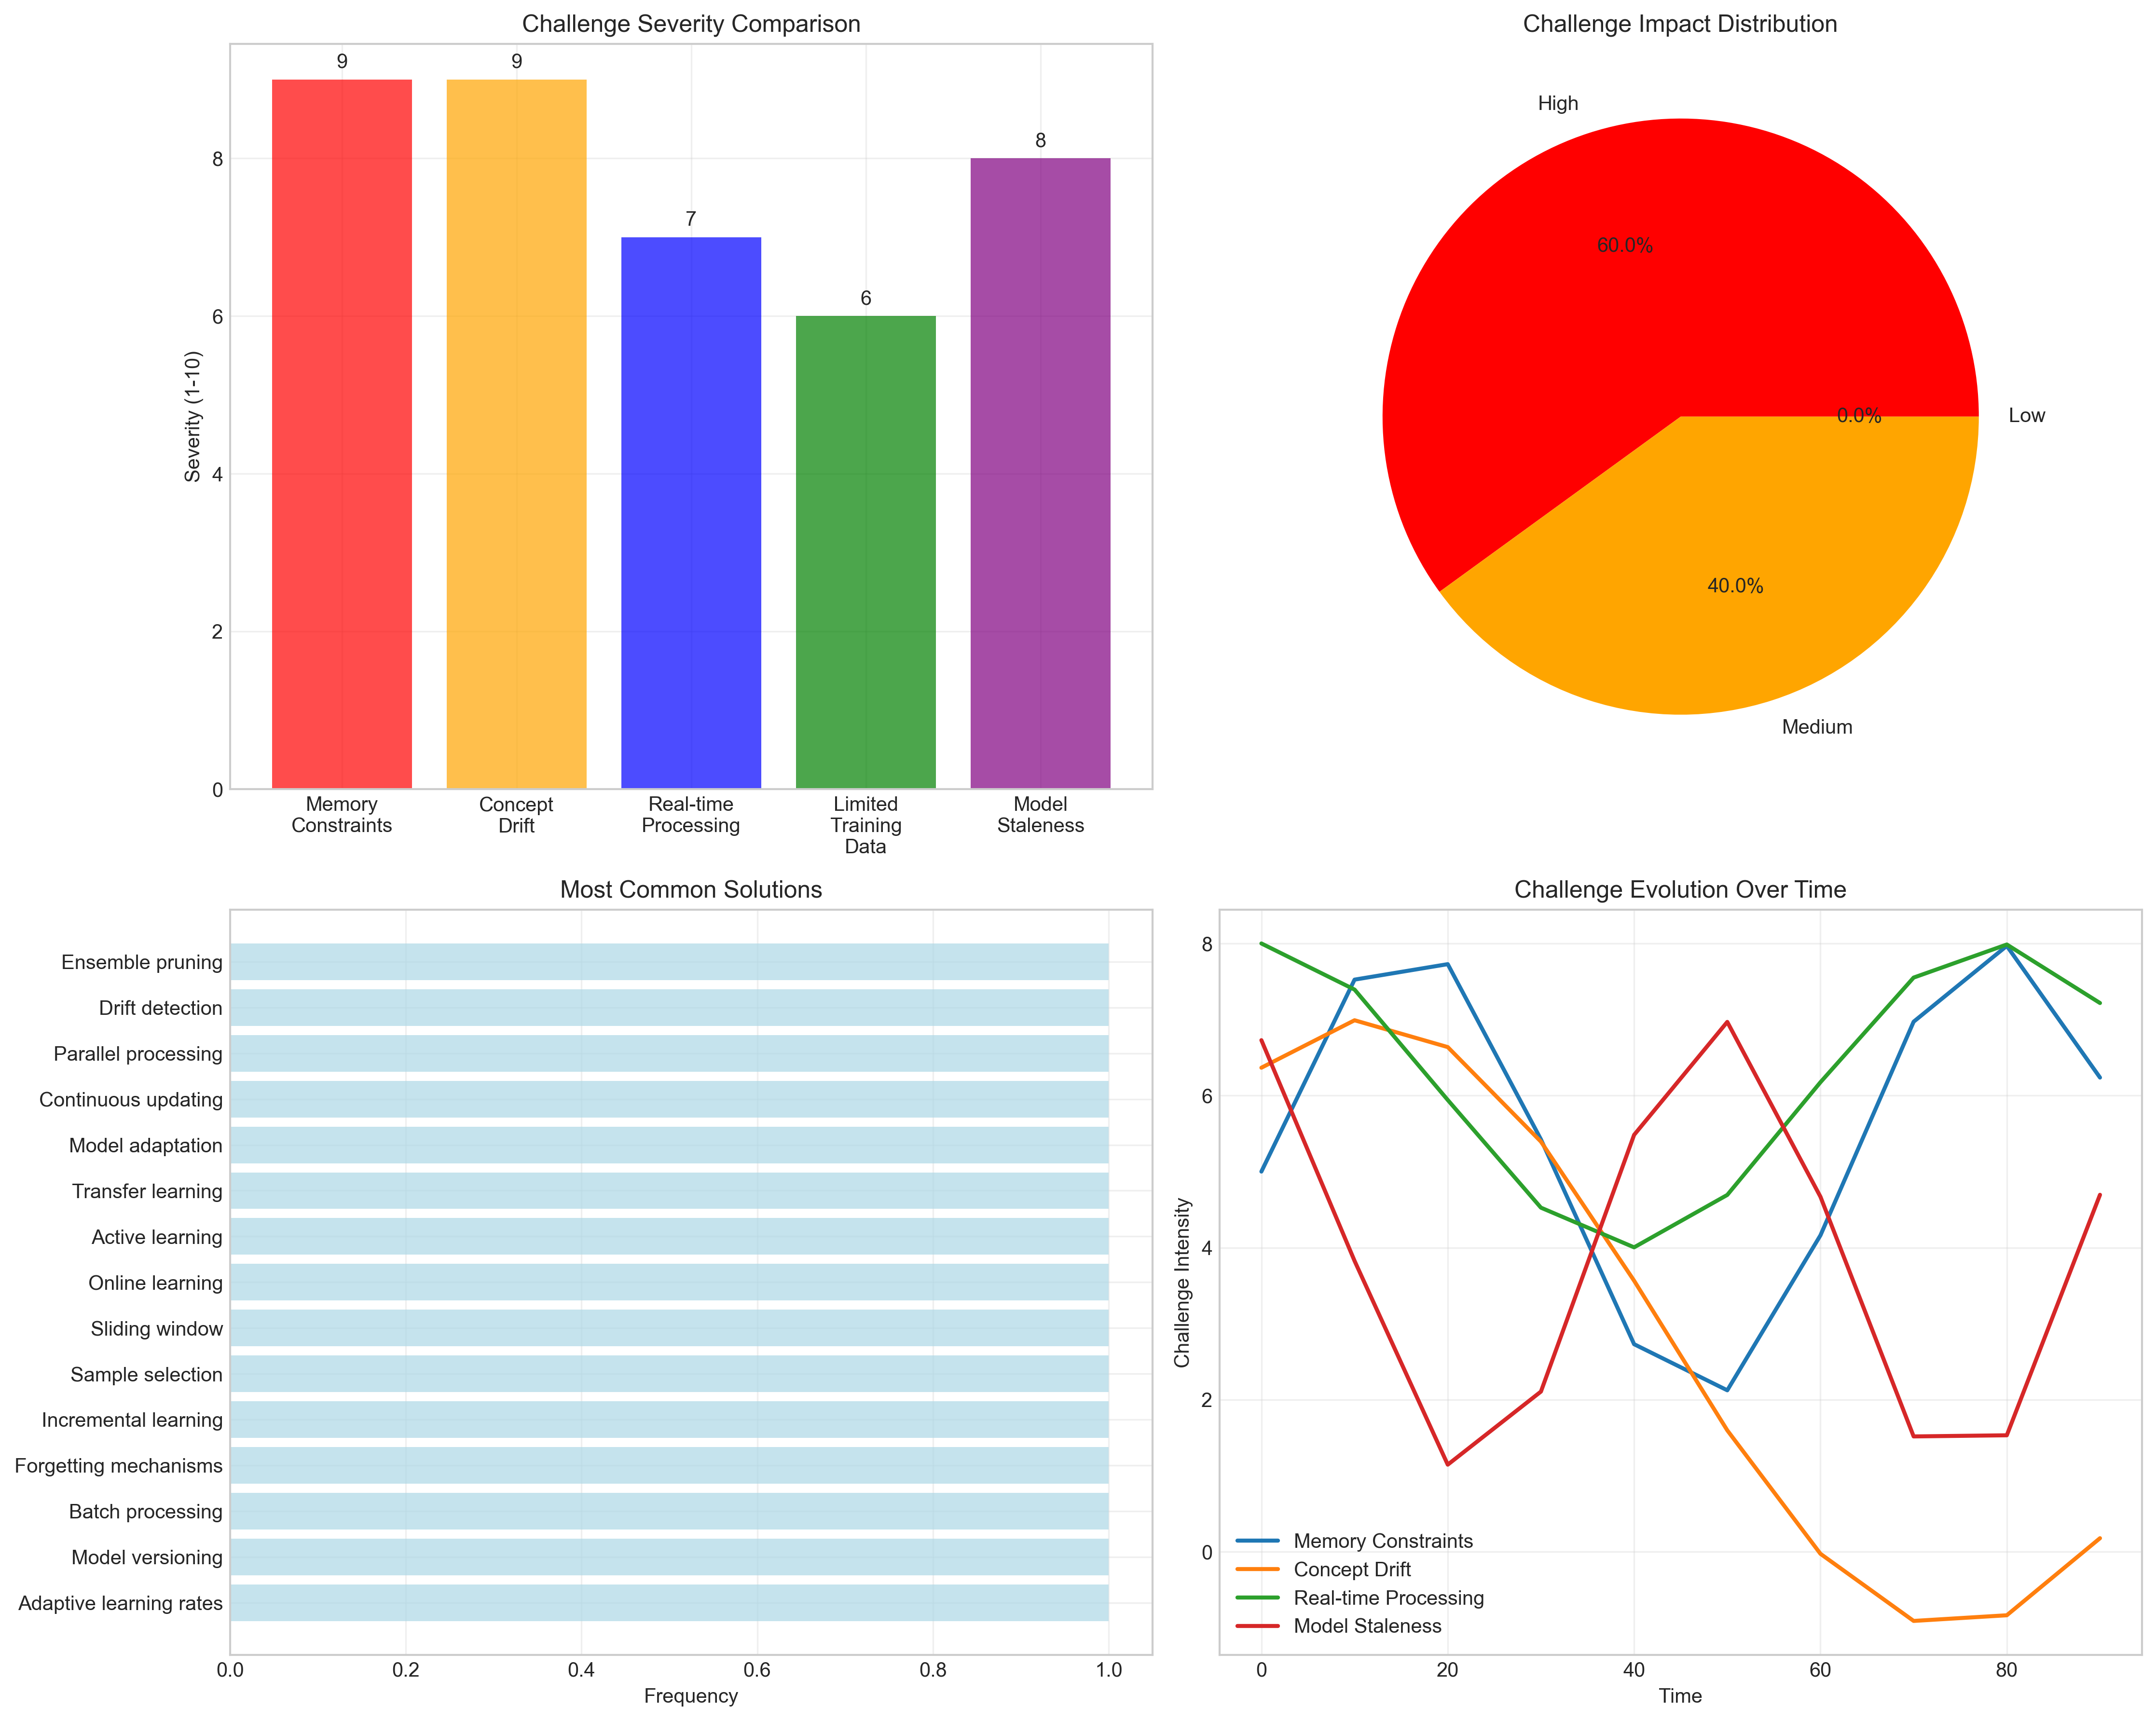 Challenge Severity Comparison
Severity (1-10)
8
6
4
2
0
9
9
7
6
8
Memory
Constraints
Concept
Drift
Real-time
Processing
Limited
Training
Data
Model
Staleness
Challenge Impact Distribution
High
60.0%
0.0%
Low
40.0%
Medium
Most Common Solutions
Ensemble pruning
Drift detection
Parallel processing
Continuous updating
Model adaptation
Transfer learning
Active learning
Online learning
Sliding window
Sample selection
Incremental learning
Forgetting mechanisms
Batch processing
Model versioning
Adaptive learning rates
0.0 0.2 0.4 0.6 0.8 1.0
Frequency
Challenge Evolution Over Time
Challenge Intensity
8
6
4
2
0
Memory Constraints
Concept Drift
Real-time Processing
Model Staleness
0 20 40 60 80
Time